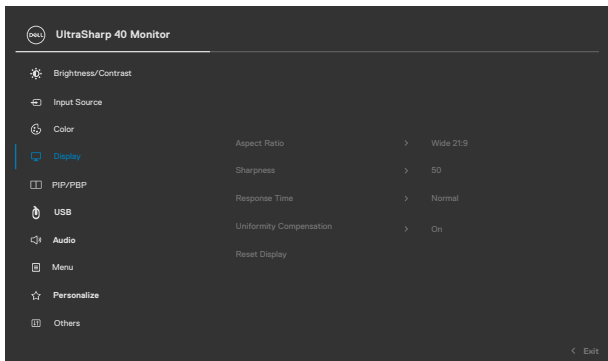 DELL UltraSharp 40 Monitor
Brightness/Contrast
Input Source
Color
Display
PIP/PBP
USB
Audio
Menu
Personalize
Others
Aspect Ratio > Wide 21:9
Sharpness > 50
Response Time > Normal
Uniformity Compensation > On
Reset Display
< Exit